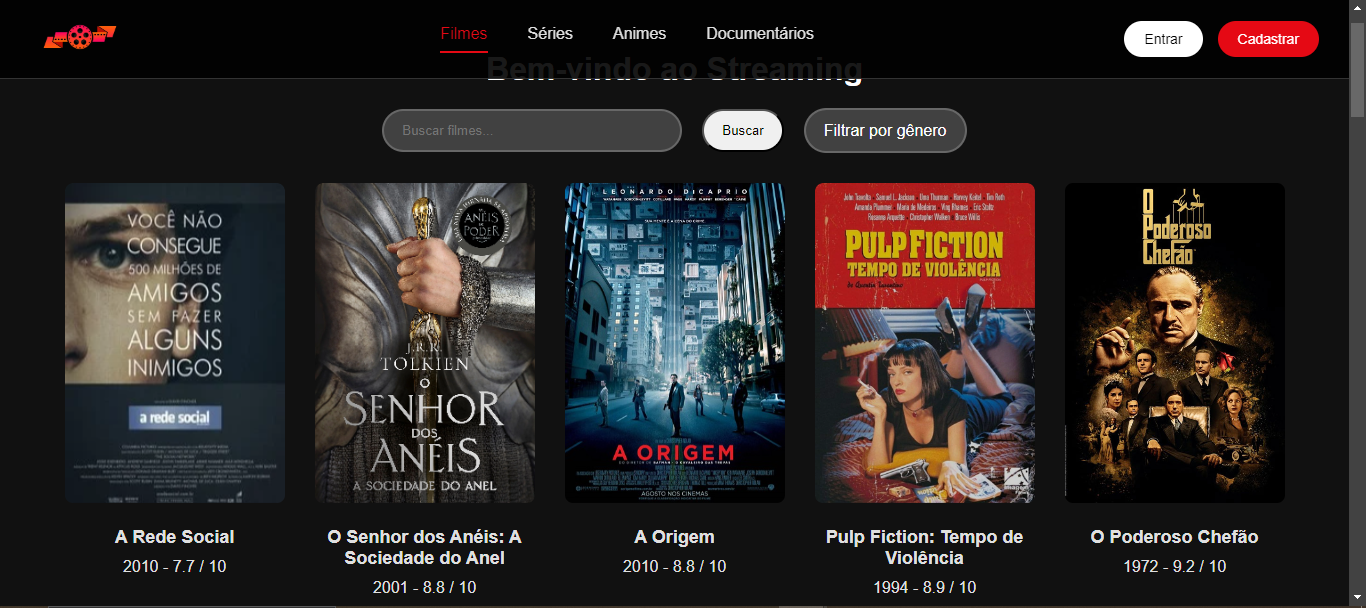 Filmes
Séries
Animes
Documentários
Entrar
Cadastrar
Bem-vindo ao Streaming
Buscar filmes...
Buscar
Filtrar por gênero
VOCÊ NÃO
CONSEGUE
500 MILHÕES DE
AMIGOS
SEM FAZER
ALGUNS
INIMIGOS
a rede social
ANÉIS
PODER
J.R.R.
TOLKIEN
O
SENHOR
DOS
ANÉIS
A SOCIEDADE DO ANEL
LEONARDO DICAPRIO
A ORIGEM
AGOSTO NOS CINEMAS
John Travolta Samuel L. Jackson Uma Thurman Harvey Keitel Tim Roth
Amanda Plummer Maria de Medeiros Ving Rhames Eric Stoltz
Rosanna Arquette Christopher Walken Bruce Willis
PULP FICTION
TEMPO DE VIOLÊNCIA
de Quentin Tarantino
O
Poderoso
Chefão
A Rede Social
2010 - 7.7 / 10
O Senhor dos Anéis: A
Sociedade do Anel
2001 - 8.8 / 10
A Origem
2010 - 8.8 / 10
Pulp Fiction: Tempo de
Violência
1994 - 8.9 / 10
O Poderoso Chefão
1972 - 9.2 / 10